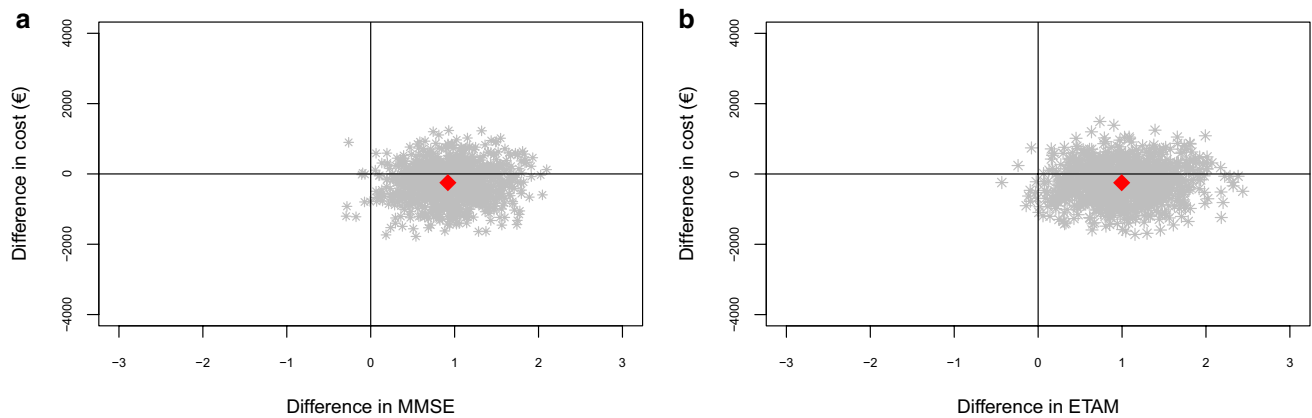 a
Difference in cost (€)
4000
2000
0
−2000
−4000
−3 −2 −1 0 1 2 3
Difference in MMSE
b
Difference in cost (€)
4000
2000
0
−2000
−4000
−3 −2 −1 0 1 2 3
Difference in ETAM